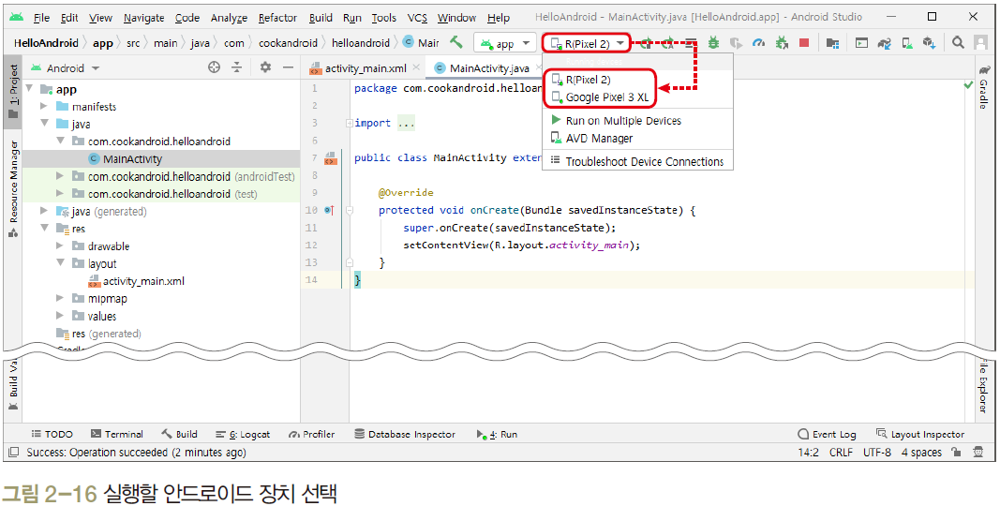 File Edit View Navigate Code Analyze Refactor Build Run Tools VCS Window Help HelloAndroid - MainActivity.java [HelloAndroid.app] - Android Studio
HelloAndroid app src main java com cookandroid helloandroid Mair app R(Pixel 2)
1: Project
Resource Manager
Android
activity_main.xml
MainActivity.java
R(Pixel 2)
Google Pixel 3 XL
Run on Multiple Devices
AVD Manager
Troubleshoot Device Connections
app
manifests
java
com.cookandroid.helloandroid
MainActivity
com.cookandroid.helloandroid (androidTest)
com.cookandroid.helloandroid (test)
java (generated)
res
drawable
layout
activity_main.xml
mipmap
values
res (generated)
1 package com.cookandroid.helloan
2
3 import ...
6
7 public class MainActivity exten
8
9 @Override
10 protected void onCreate(Bundle savedInstanceState) {
11 super.onCreate(savedInstanceState);
12 setContentView(R.layout.activity_main);
13 }
14 }
Gradle
Build Va
File Explorer
TODO Terminal Build 6: Logcat Profiler Database Inspector 4: Run Event Log Layout Inspector
Success: Operation succeeded (2 minutes ago) 14:2 CRLF UTF-8 4 spaces
그림 2-16 실행할 안드로이드 장치 선택